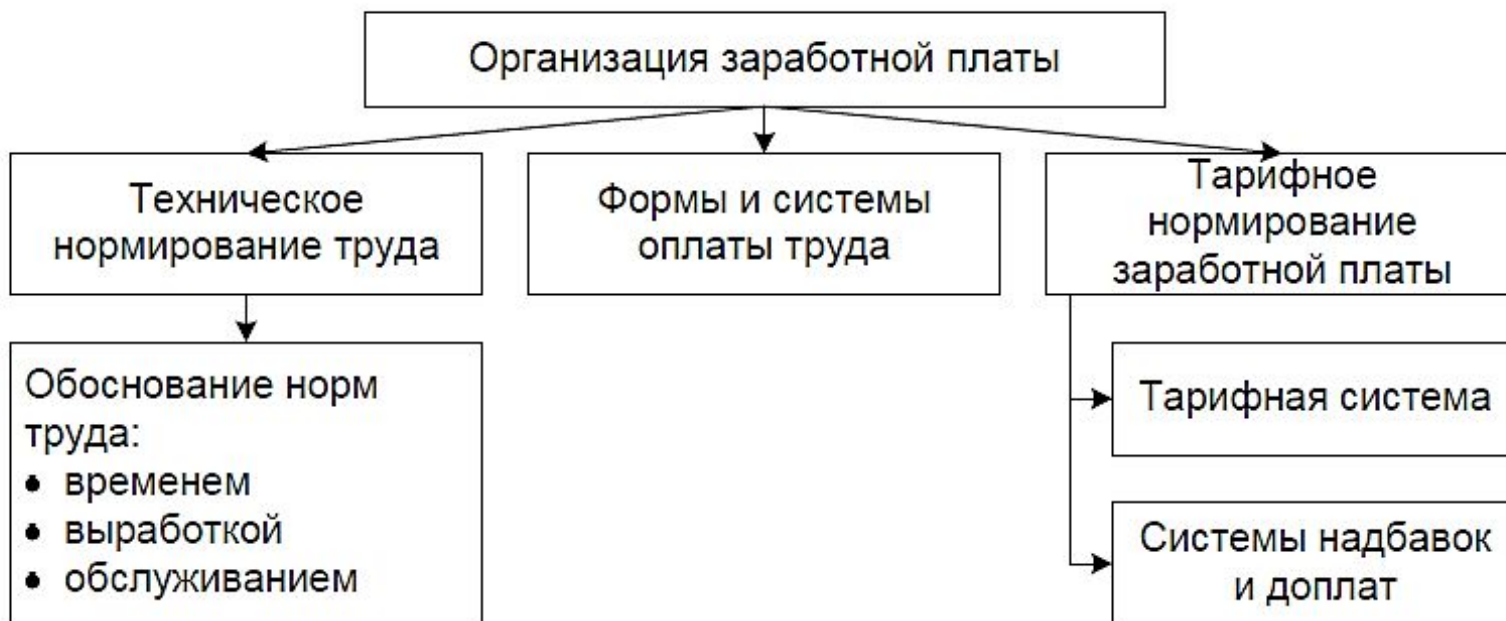 Организация заработной платы
Техническое
нормирование труда
Формы и системы
оплаты труда
Тарифное
нормирование
заработной платы
Обоснование норм
труда:
• временем
• выработкой
• обслуживанием
Тарифная система
Системы надбавок
и доплат